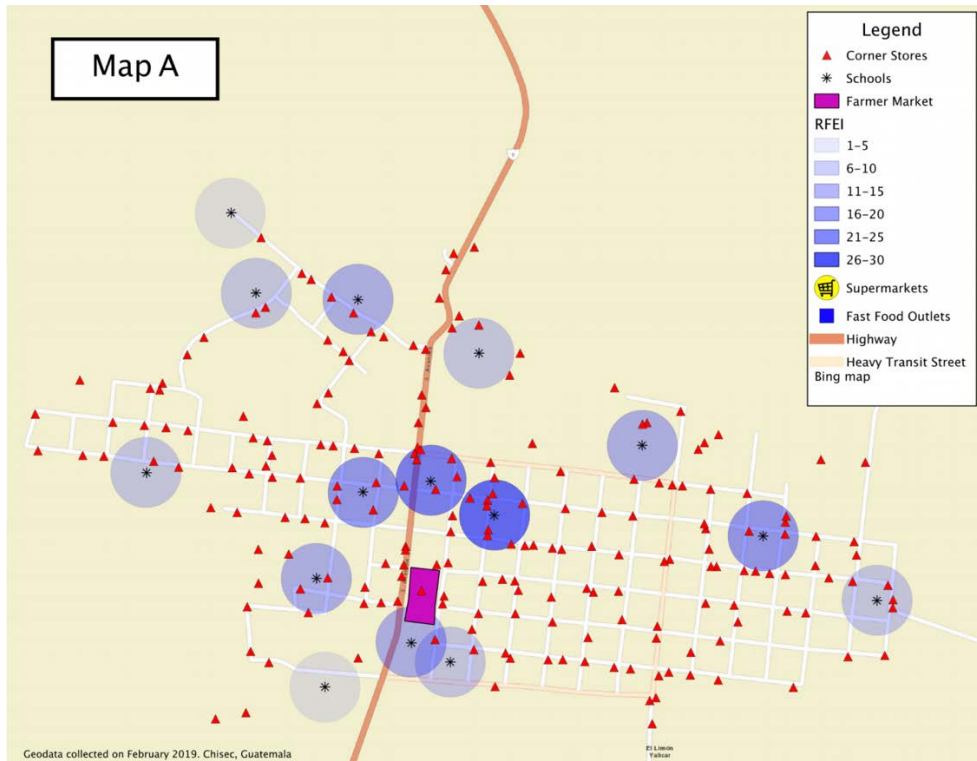 Map A
Legend
Corner Stores
Schools
Farmer Market
RFEI
1-5
6-10
11-15
16-20
21-25
26-30
Supermarkets
Fast Food Outlets
Highway
Heavy Transit Street
Bing map
El Limón
Yalicar
Geodata collected on February 2019. Chisec, Guatemala